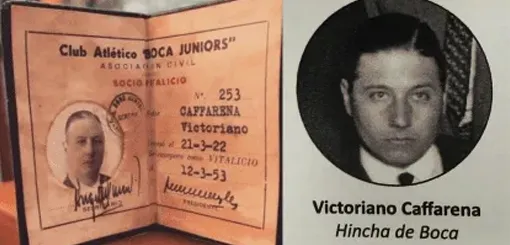 Club Atlético "BOCA JUNIORS"
ASOCIACION CIVIL
SOCIO VITALICIO
Nº 253
CAFFARENA
Victoriano
21-3-22
VITALICIO
12-3-53
PRESIDENTE
Victoriano Caffarena
Hincha de Boca